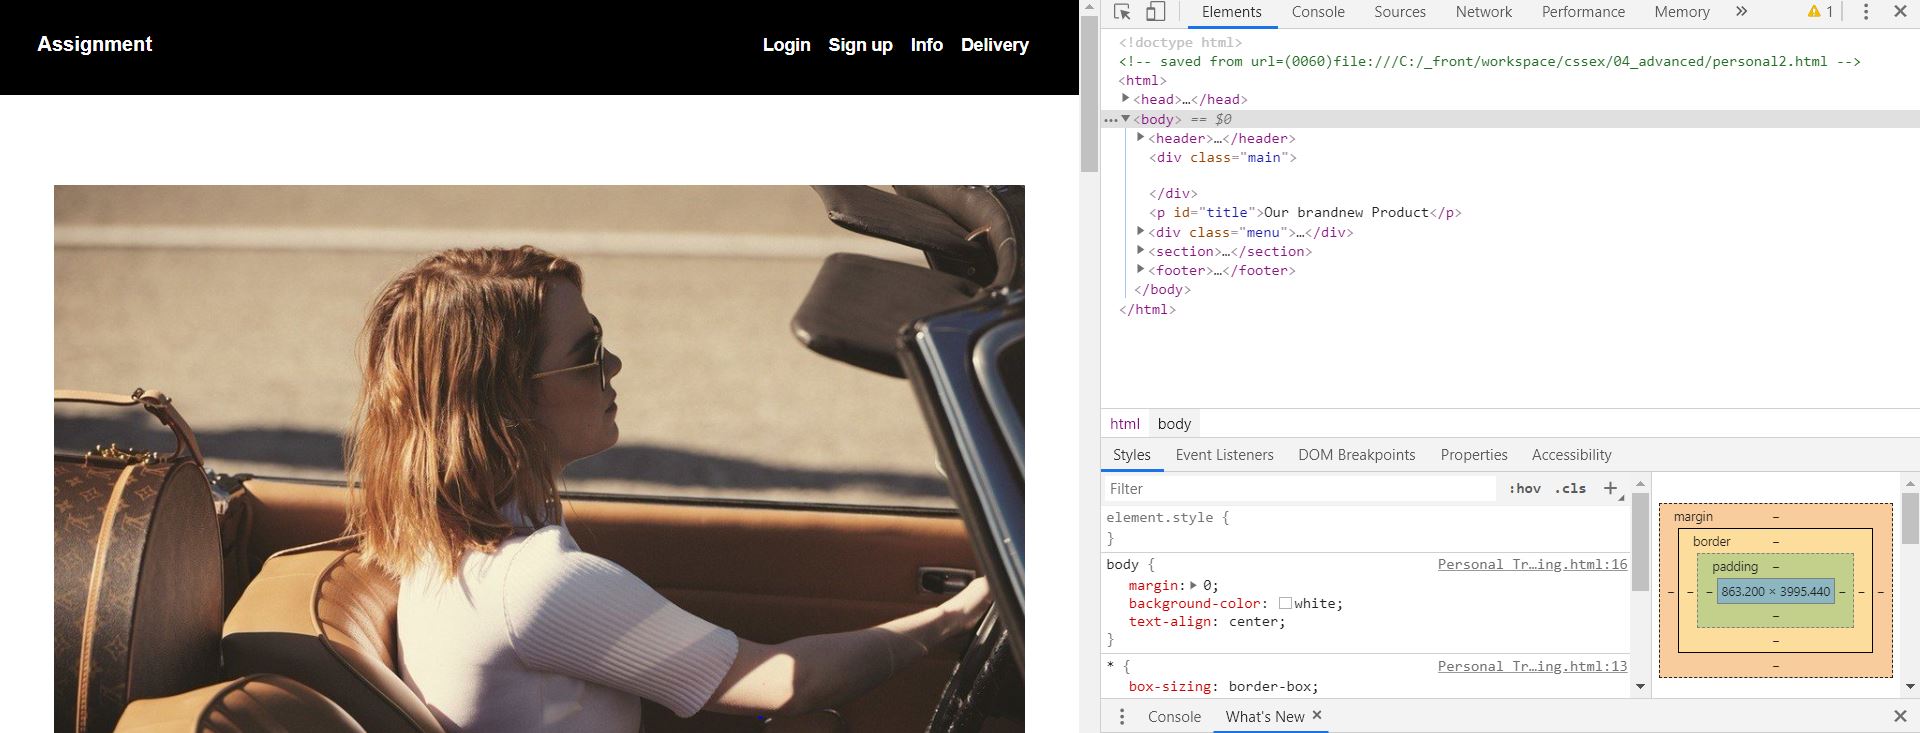 Assignment
Login Sign up Info Delivery
Elements Console Sources Network Performance Memory » 1
<!doctype html>
<!-- saved from url=(0060)file:///C:/_front/workspace/cssex/04_advanced/personal2.html -->
<html>
<head>…</head>
<body> == $0
<header>…</header>
<div class="main">
</div>
<p id="title">Our brandnew Product</p>
<div class="menu">…</div>
<section>…</section>
<footer>…</footer>
</body>
</html>
html body
Styles Event Listeners DOM Breakpoints Properties Accessibility
Filter :hov .cls +
element.style {
}
body { Personal Tr…ing.html:16
margin: 0;
background-color: white;
text-align: center;
}
* { Personal Tr…ing.html:13
box-sizing: border-box;
margin –
border –
padding –
– – – 863.200 × 3995.440 – – –
–
–
–
Console What's New ×